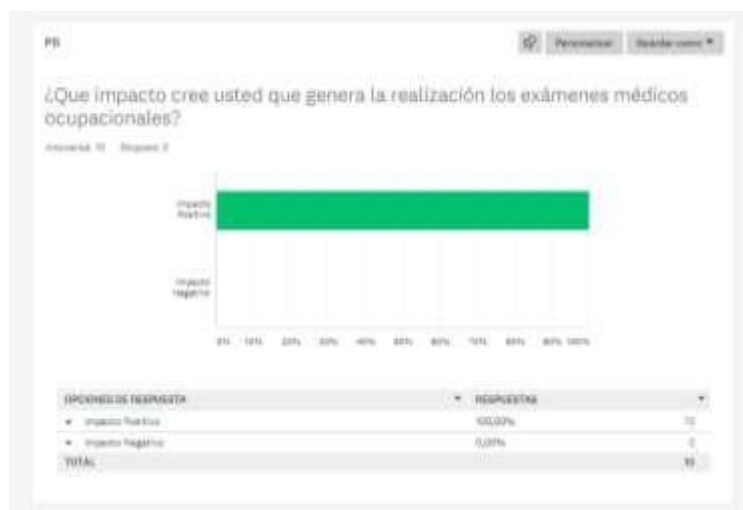 Personalizar Guardar como
¿Que impacto cree usted que genera la realización los exámenes médicos
ocupacionales?
Impacto
Positivo
Impacto
Negativo
0% 10% 20% 30% 40% 50% 60% 70% 80% 90% 100%
OPCIONES DE RESPUESTA RESPUESTAS
Impacto Positivo 100,00%
Impacto Negativo 0,00% 0
TOTAL